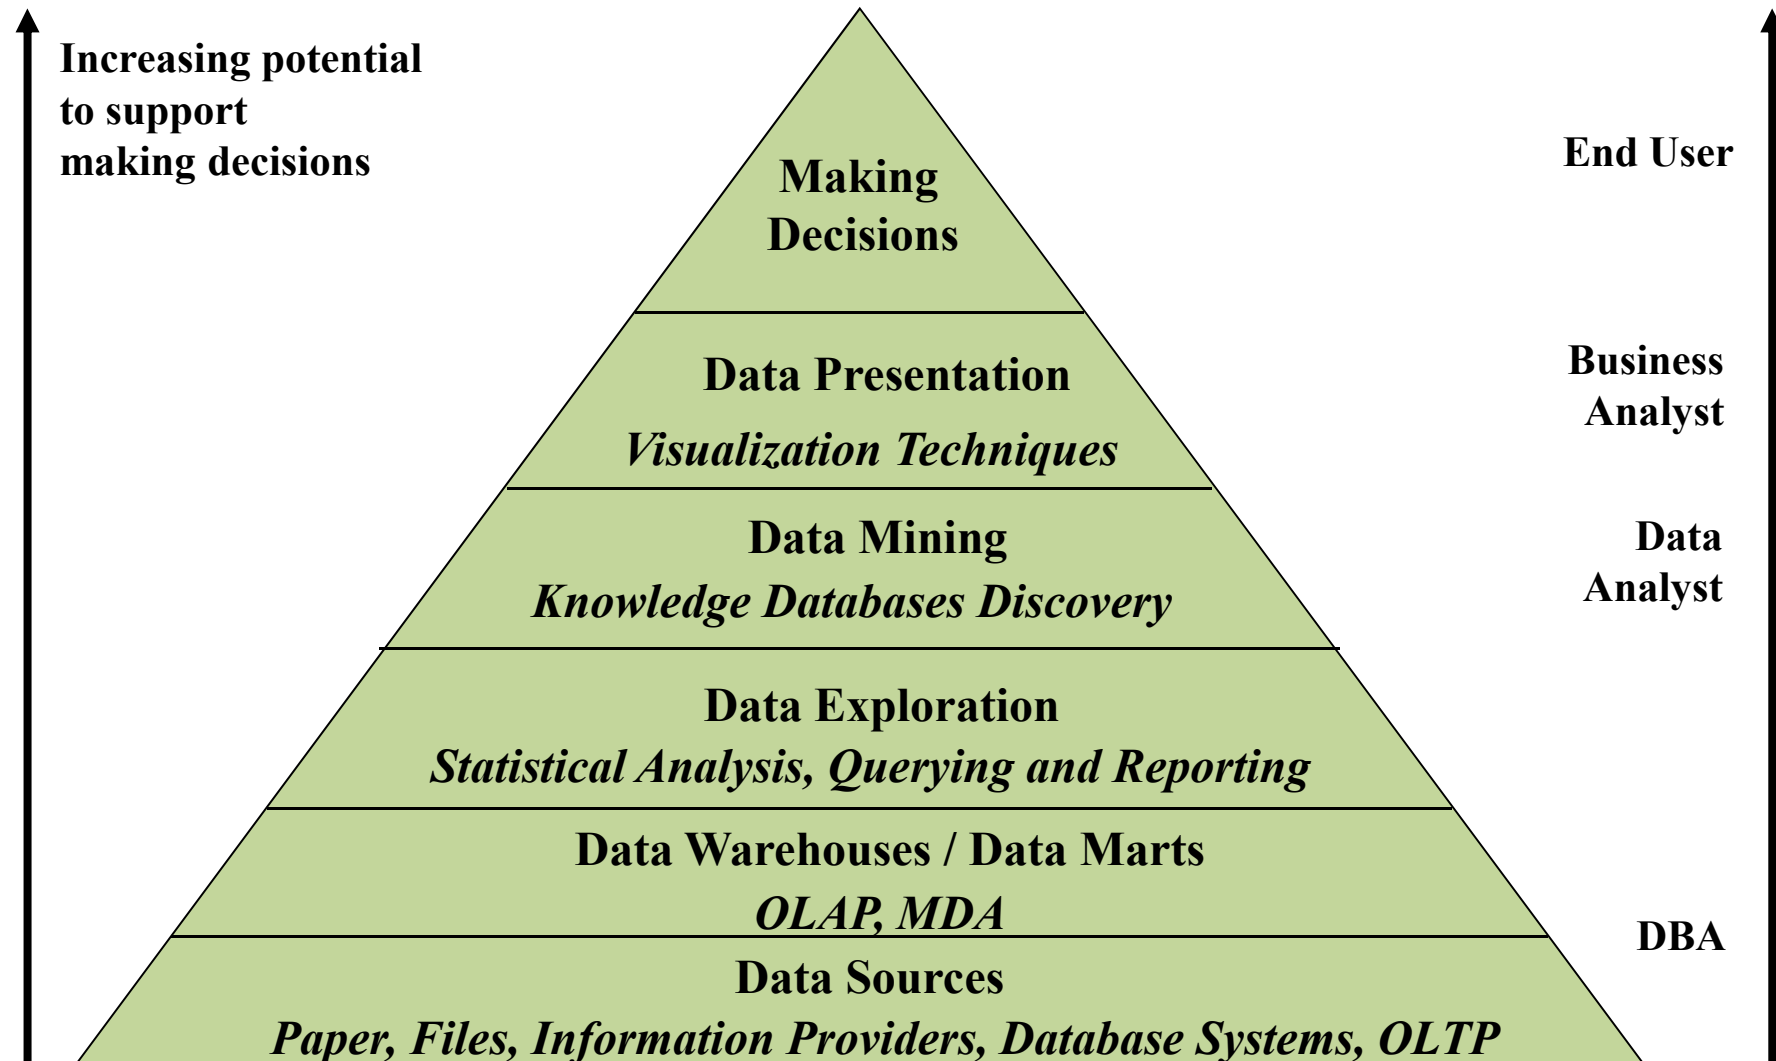 Increasing potential
to support
making decisions
End User
Making
Decisions
Business
Analyst
Data Presentation
Visualization Techniques
Data
Analyst
Data Mining
Knowledge Databases Discovery
Data Exploration
Statistical Analysis, Querying and Reporting
Data Warehouses / Data Marts
OLAP, MDA
DBA
Data Sources
Paper, Files, Information Providers, Database Systems, OLTP